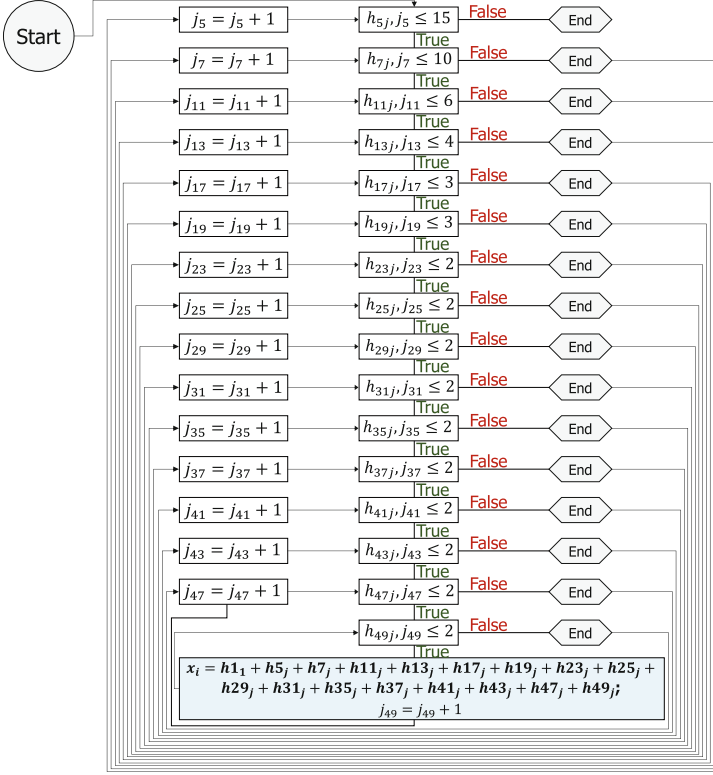 Start
j₅ = j₅ + 1
h₅ⱼ, j₅ ≤ 15
False
End
True
j₇ = j₇ + 1
h₇ⱼ, j₇ ≤ 10
False
End
True
j₁₁ = j₁₁ + 1
h₁₁ⱼ, j₁₁ ≤ 6
False
End
True
j₁₃ = j₁₃ + 1
h₁₃ⱼ, j₁₃ ≤ 4
False
End
True
j₁₇ = j₁₇ + 1
h₁₇ⱼ, j₁₇ ≤ 3
False
End
True
j₁₉ = j₁₉ + 1
h₁₉ⱼ, j₁₉ ≤ 3
False
End
True
j₂₃ = j₂₃ + 1
h₂₃ⱼ, j₂₃ ≤ 2
False
End
True
j₂₅ = j₂₅ + 1
h₂₅ⱼ, j₂₅ ≤ 2
False
End
True
j₂₉ = j₂₉ + 1
h₂₉ⱼ, j₂₉ ≤ 2
False
End
True
j₃₁ = j₃₁ + 1
h₃₁ⱼ, j₃₁ ≤ 2
False
End
True
j₃₅ = j₃₅ + 1
h₃₅ⱼ, j₃₅ ≤ 2
False
End
True
j₃₇ = j₃₇ + 1
h₃₇ⱼ, j₃₇ ≤ 2
False
End
True
j₄₁ = j₄₁ + 1
h₄₁ⱼ, j₄₁ ≤ 2
False
End
True
j₄₃ = j₄₃ + 1
h₄₃ⱼ, j₄₃ ≤ 2
False
End
True
j₄₇ = j₄₇ + 1
h₄₇ⱼ, j₄₇ ≤ 2
False
End
True
h₄₉ⱼ, j₄₉ ≤ 2
False
End
True
xᵢ = h1₁ + h5ⱼ + h7ⱼ + h11ⱼ + h13ⱼ + h17ⱼ + h19ⱼ + h23ⱼ + h25ⱼ +
h29ⱼ + h31ⱼ + h35ⱼ + h37ⱼ + h41ⱼ + h43ⱼ + h47ⱼ + h49ⱼ;
j₄₉ = j₄₉ + 1